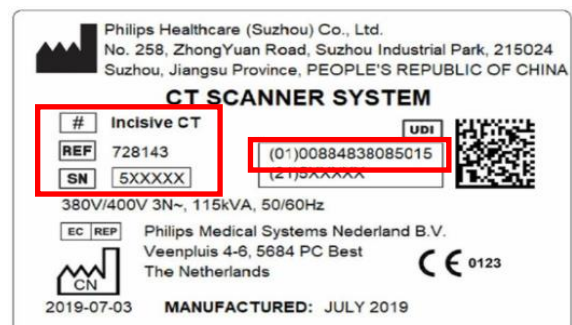 Philips Healthcare (Suzhou) Co., Ltd.
No. 258, ZhongYuan Road, Suzhou Industrial Park, 215024
Suzhou, Jiangsu Province, PEOPLE'S REPUBLIC OF CHINA
CT SCANNER SYSTEM
# Incisive CT
UDI
REF 728143
(01)00884838085015
SN 5XXXXX
(21)5XXXXX
380V/400V 3N~, 115kVA, 50/60Hz
EC REP Philips Medical Systems Nederland B.V.
Veenpluis 4-6, 5684 PC Best
The Netherlands
CN
CE 0123
2019-07-03 MANUFACTURED: JULY 2019